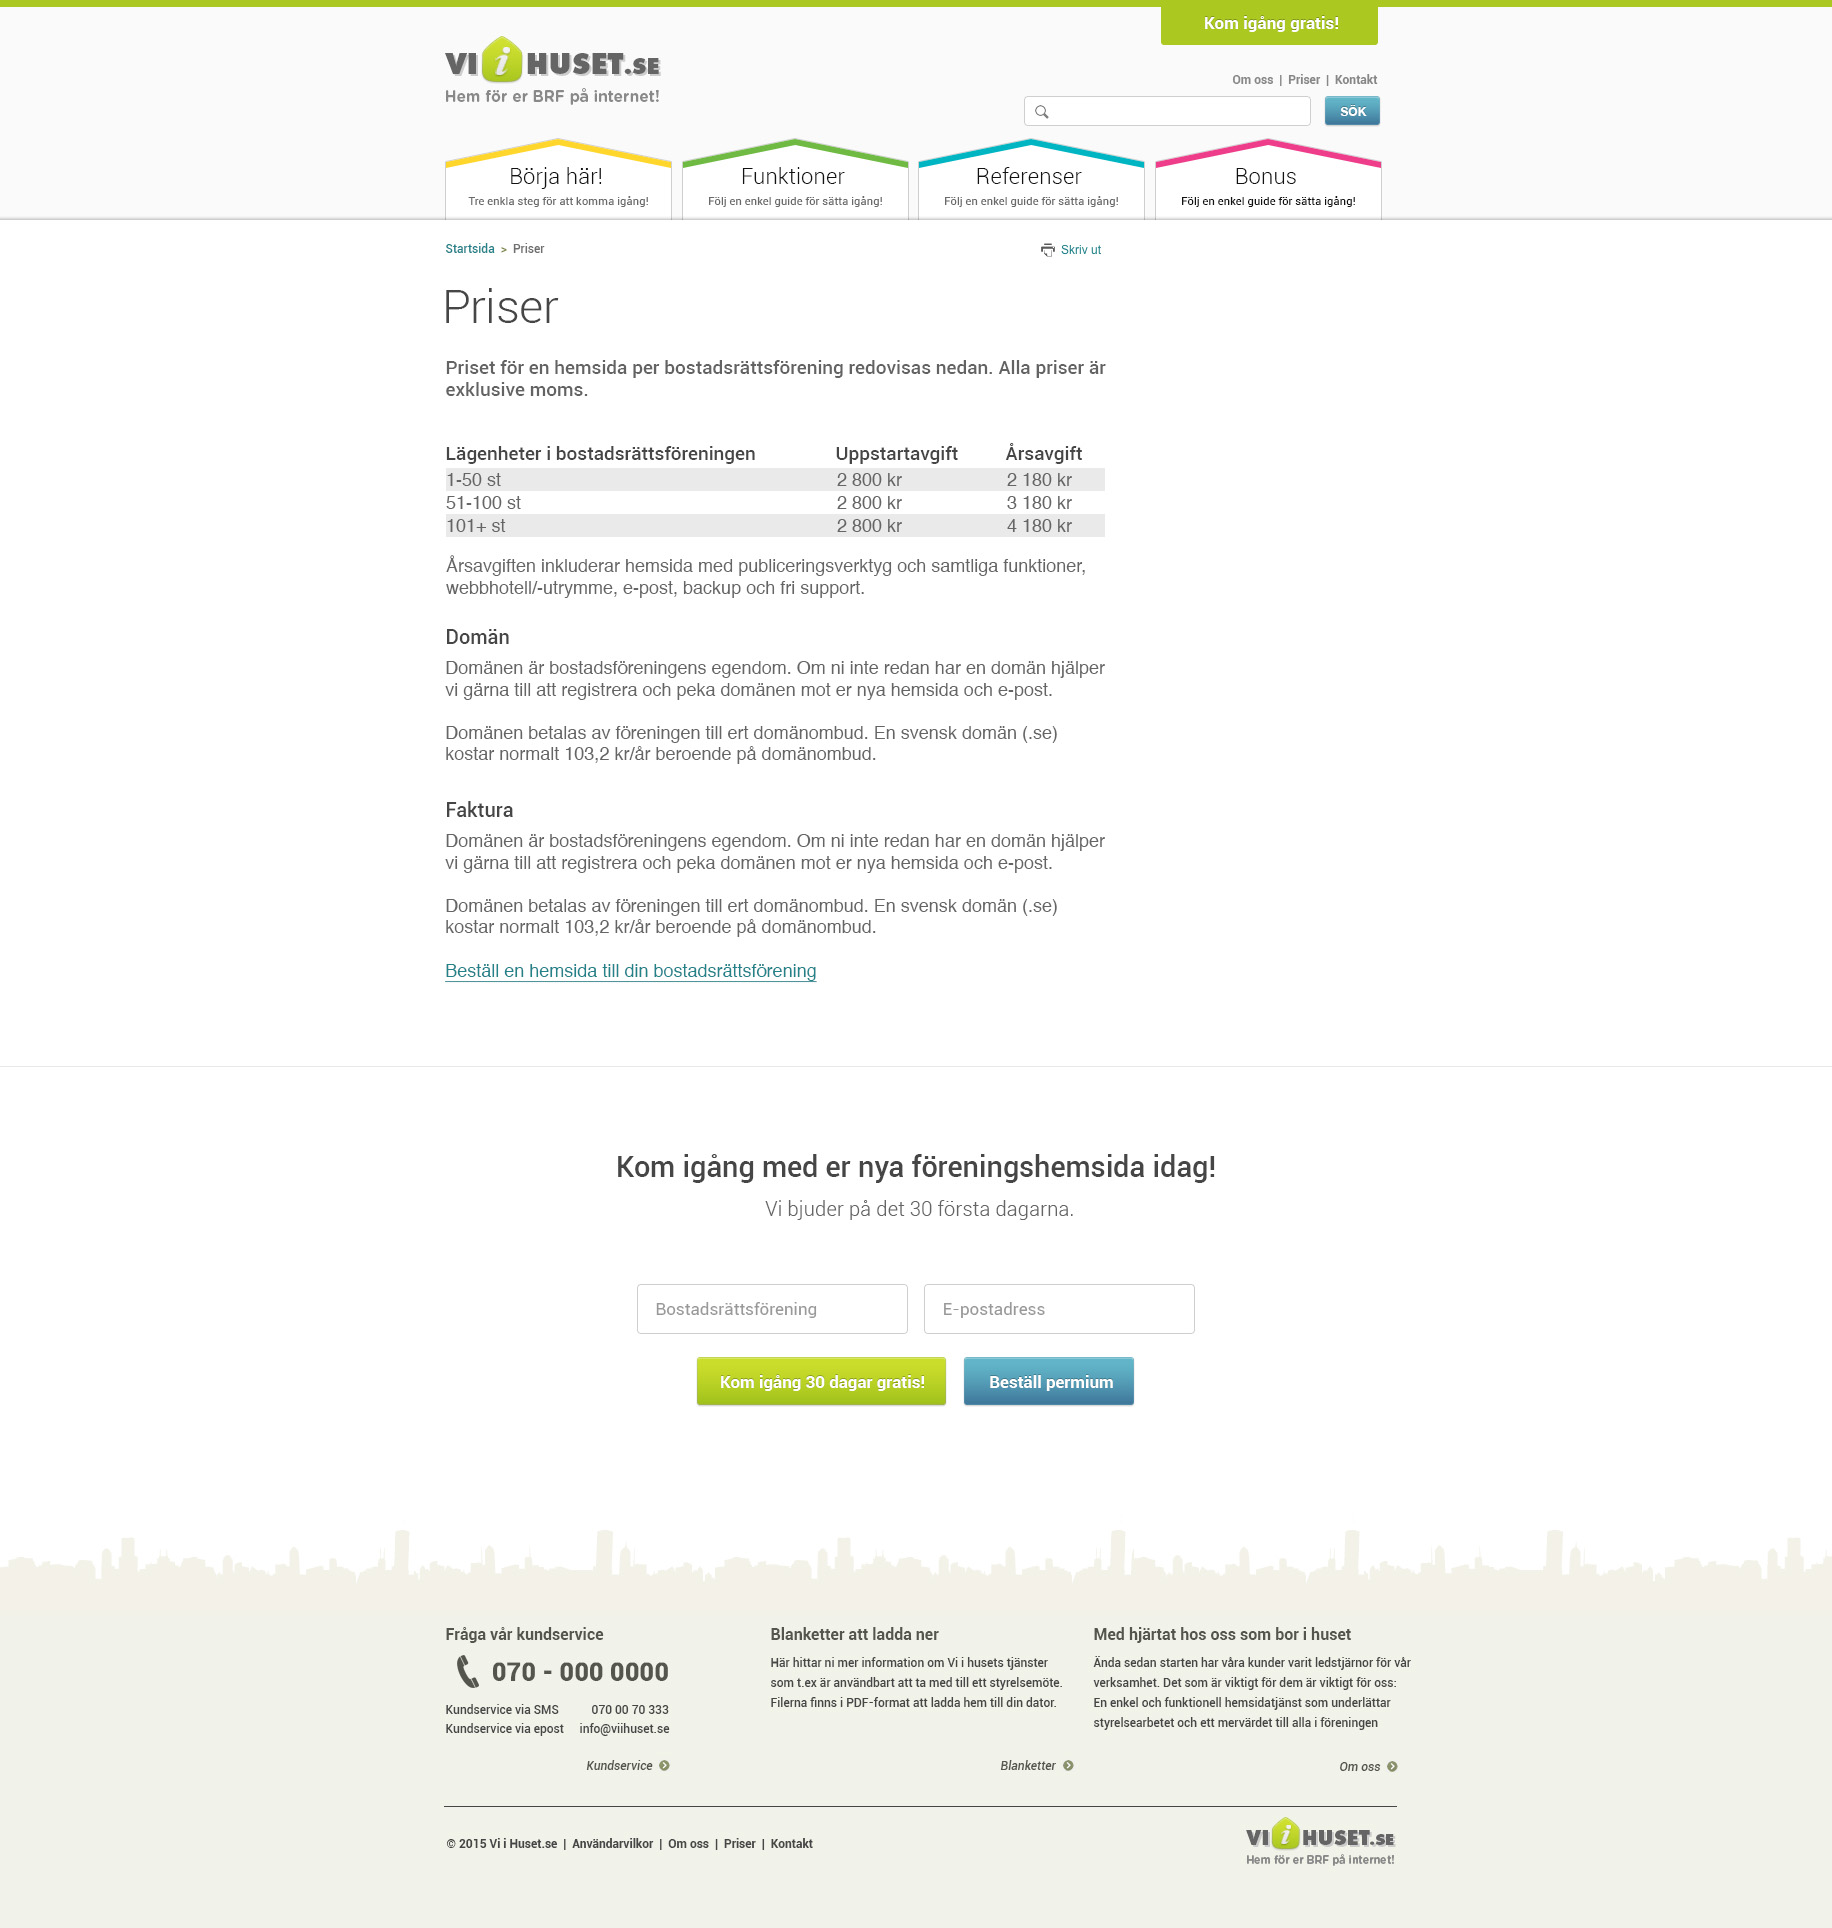 Kom igång gratis!
VI i HUSET.SE
Hem för er BRF på internet!
Om oss | Priser | Kontakt
SÖK
Börja här!
Tre enkla steg för att komma igång!
Funktioner
Följ en enkel guide för sätta igång!
Referenser
Följ en enkel guide för sätta igång!
Bonus
Följ en enkel guide för sätta igång!
Startsida > Priser
Skriv ut
Priser
Priset för en hemsida per bostadsrättsförening redovisas nedan. Alla priser är
exklusive moms.
Lägenheter i bostadsrättsföreningen Uppstartavgift Årsavgift
1-50 st 2 800 kr 2 180 kr
51-100 st 2 800 kr 3 180 kr
101+ st 2 800 kr 4 180 kr
Årsavgiften inkluderar hemsida med publiceringsverktyg och samtliga funktioner,
webbhotell/-utrymme, e-post, backup och fri support.
Domän
Domänen är bostadsföreningens egendom. Om ni inte redan har en domän hjälper
vi gärna till att registrera och peka domänen mot er nya hemsida och e-post.
Domänen betalas av föreningen till ert domänombud. En svensk domän (.se)
kostar normalt 103,2 kr/år beroende på domänombud.
Faktura
Domänen är bostadsföreningens egendom. Om ni inte redan har en domän hjälper
vi gärna till att registrera och peka domänen mot er nya hemsida och e-post.
Domänen betalas av föreningen till ert domänombud. En svensk domän (.se)
kostar normalt 103,2 kr/år beroende på domänombud.
Beställ en hemsida till din bostadsrättsförening
Kom igång med er nya föreningshemsida idag!
Vi bjuder på det 30 första dagarna.
Bostadsrättsförening
E-postadress
Kom igång 30 dagar gratis!
Beställ permium
Fråga vår kundservice
070 - 000 0000
Kundservice via SMS 070 00 70 333
Kundservice via epost info@viihuset.se
Kundservice
Blanketter att ladda ner
Här hittar ni mer information om Vi i husets tjänster
som t.ex är användbart att ta med till ett styrelsemöte.
Filerna finns i PDF-format att ladda hem till din dator.
Blanketter
Med hjärtat hos oss som bor i huset
Ända sedan starten har våra kunder varit ledstjärnor för vår
verksamhet. Det som är viktigt för dem är viktigt för oss:
En enkel och funktionell hemsidatjänst som underlättar
styrelsearbetet och ett mervärdet till alla i föreningen
Om oss
© 2015 Vi i Huset.se | Användarvilkor | Om oss | Priser | Kontakt
VI i HUSET.SE
Hem för er BRF på internet!